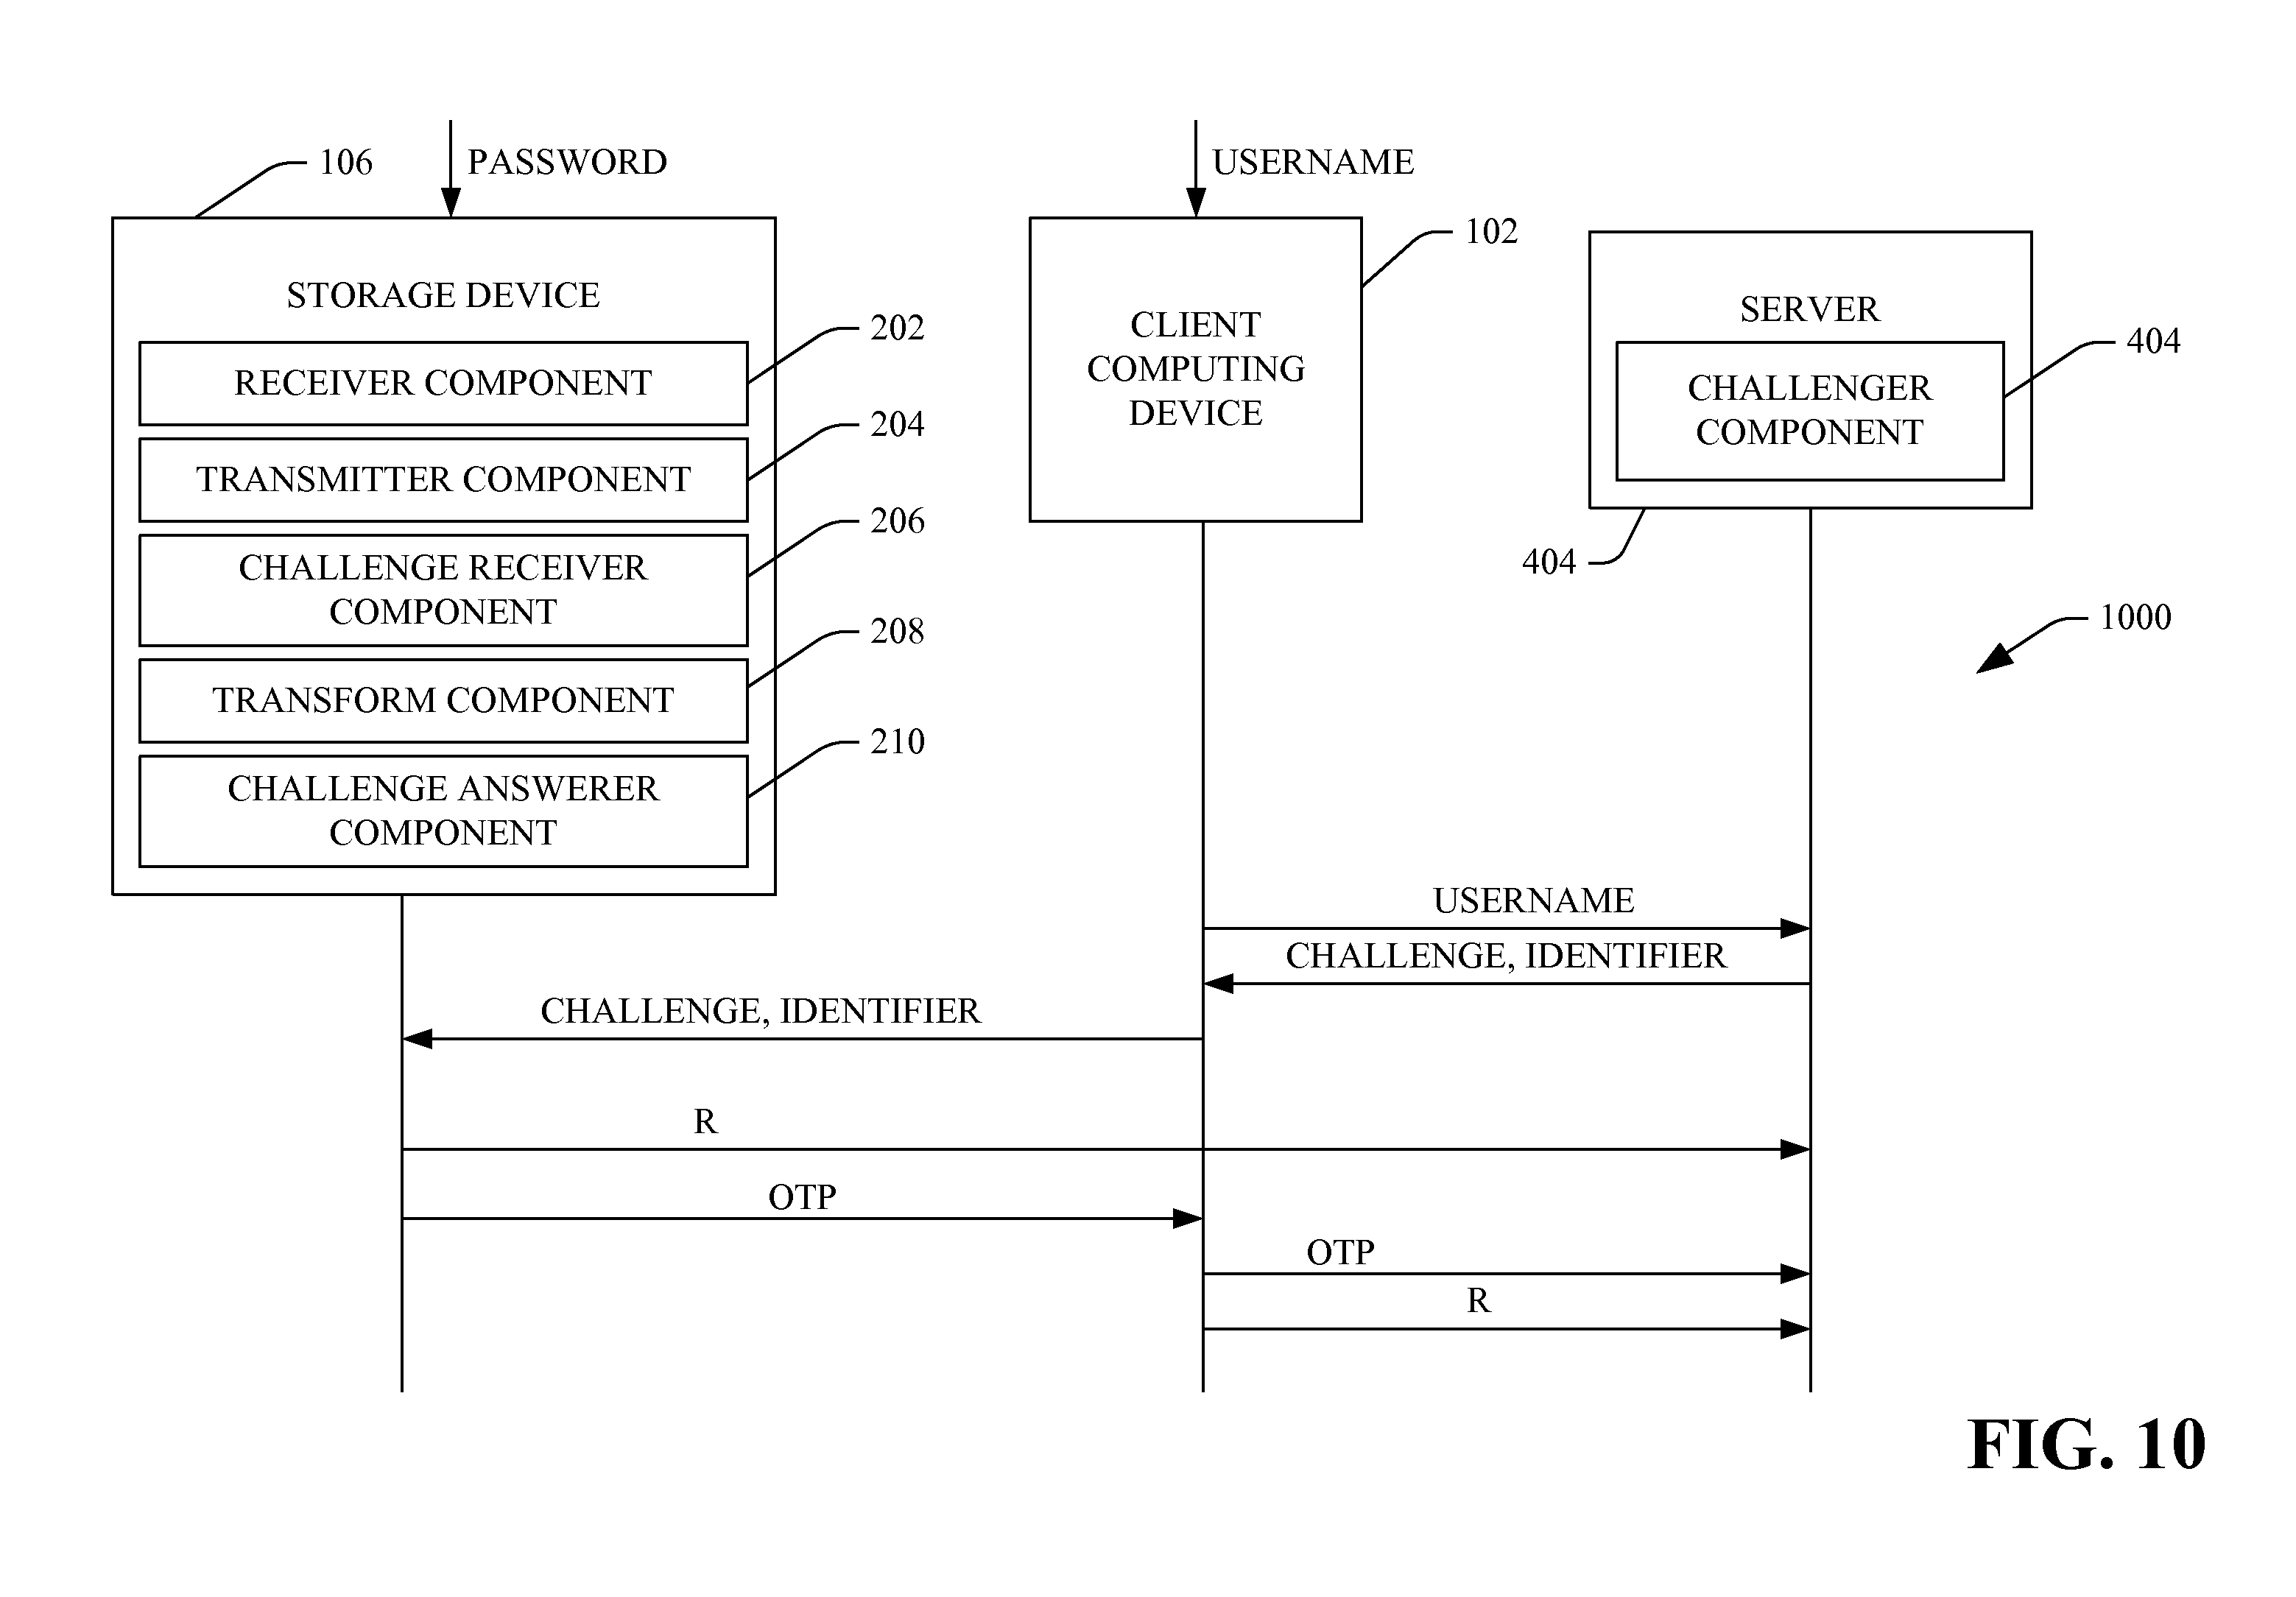 PASSWORD
106
STORAGE DEVICE
RECEIVER COMPONENT
202
TRANSMITTER COMPONENT
204
CHALLENGE RECEIVER
COMPONENT
206
TRANSFORM COMPONENT
208
CHALLENGE ANSWERER
COMPONENT
210
USERNAME
102
CLIENT
COMPUTING
DEVICE
SERVER
CHALLENGER
COMPONENT
404
404
1000
USERNAME
CHALLENGE, IDENTIFIER
CHALLENGE, IDENTIFIER
R
OTP
OTP
R
FIG. 10